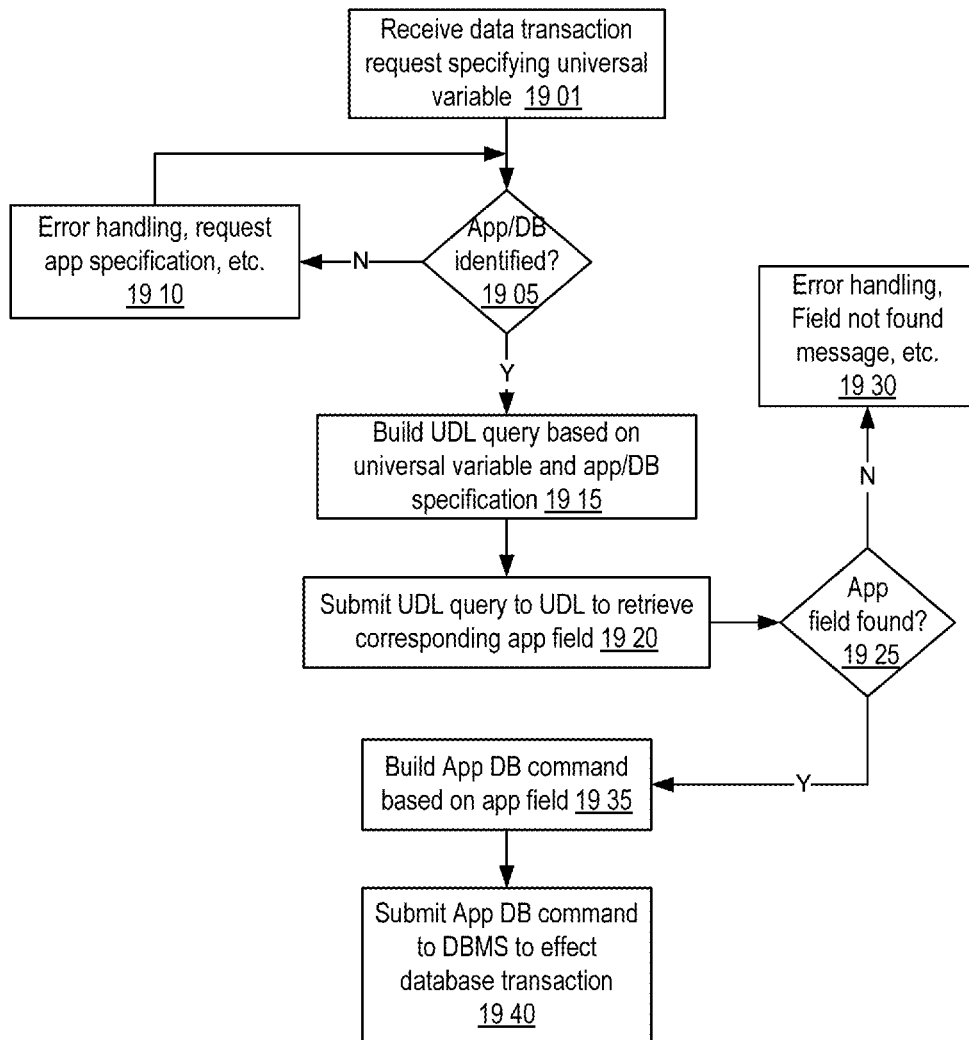 Receive data transaction
request specifying universal
variable 19 01
App/DB
identified?
19 05
N
Error handling, request
app specification, etc.
19 10
Y
Error handling,
Field not found
message, etc.
19 30
Build UDL query based on
universal variable and app/DB
specification 19 15
N
Submit UDL query to UDL to retrieve
corresponding app field 19 20
App
field found?
19 25
Y
Build App DB command
based on app field 19 35
Submit App DB command
to DBMS to effect
database transaction
19 40